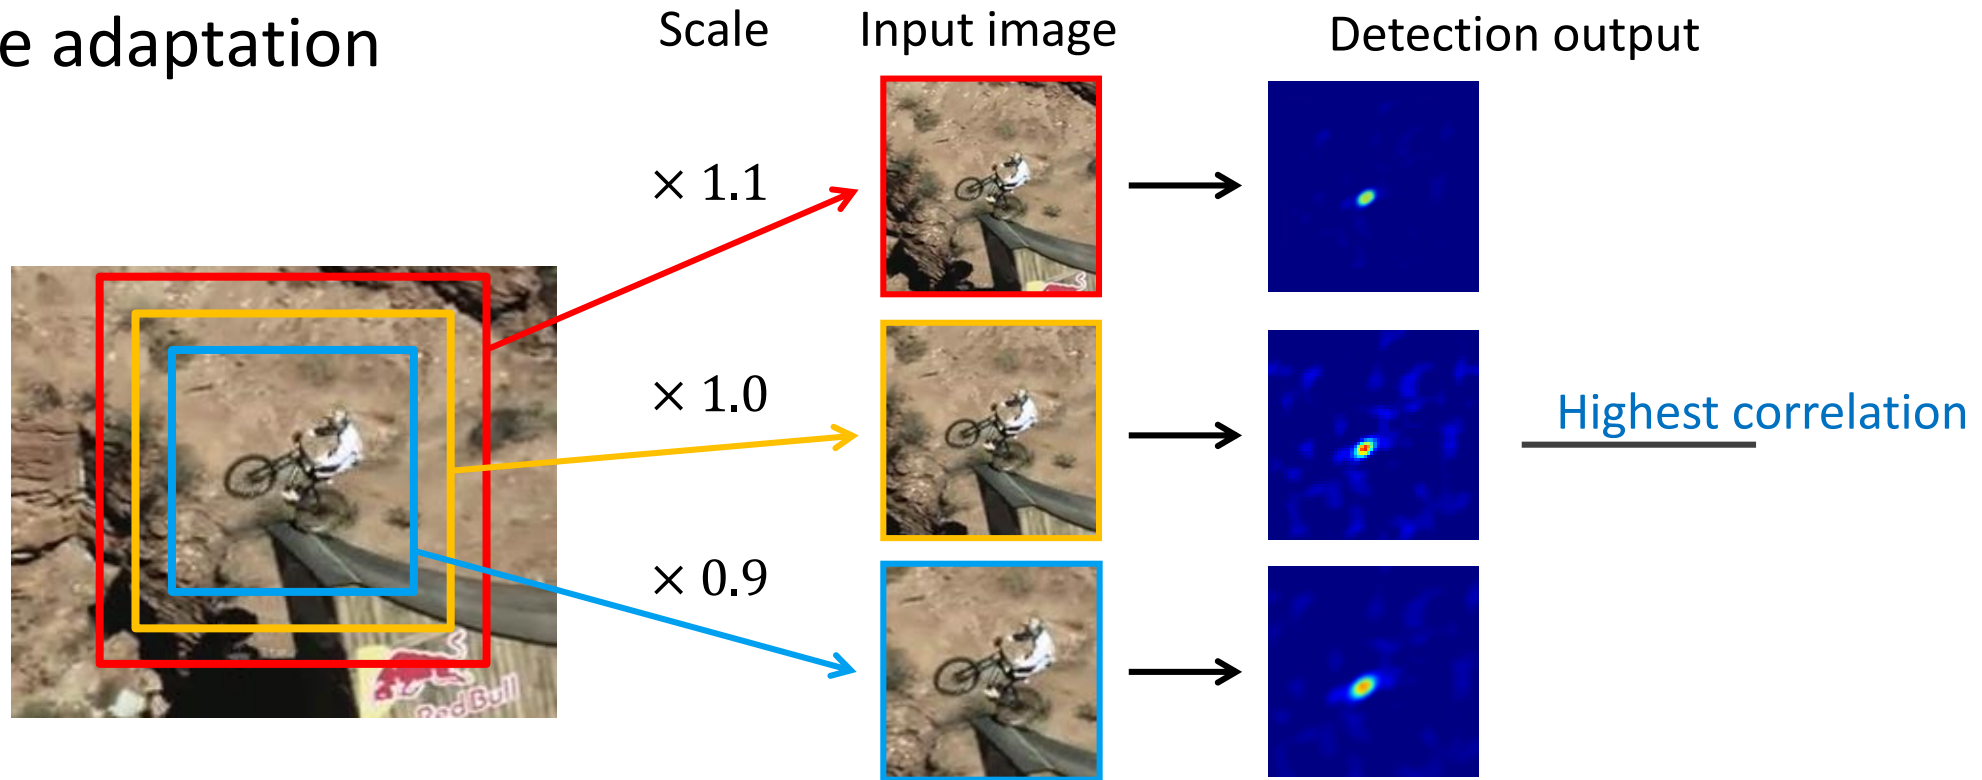 e adaptation
Scale
Input image
Detection output
× 1.1
× 1.0
× 0.9
Highest correlation
Red Bull